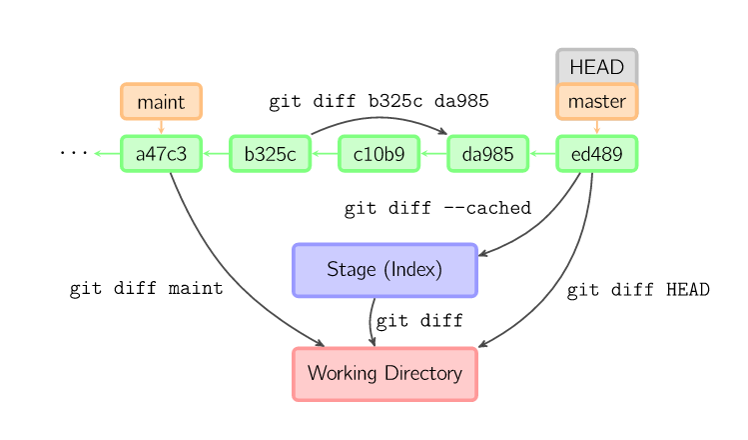 HEAD
maint
git diff b325c da985
master
...
a47c3
b325c
c10b9
da985
ed489
git diff --cached
Stage (Index)
git diff maint
git diff HEAD
git diff
Working Directory